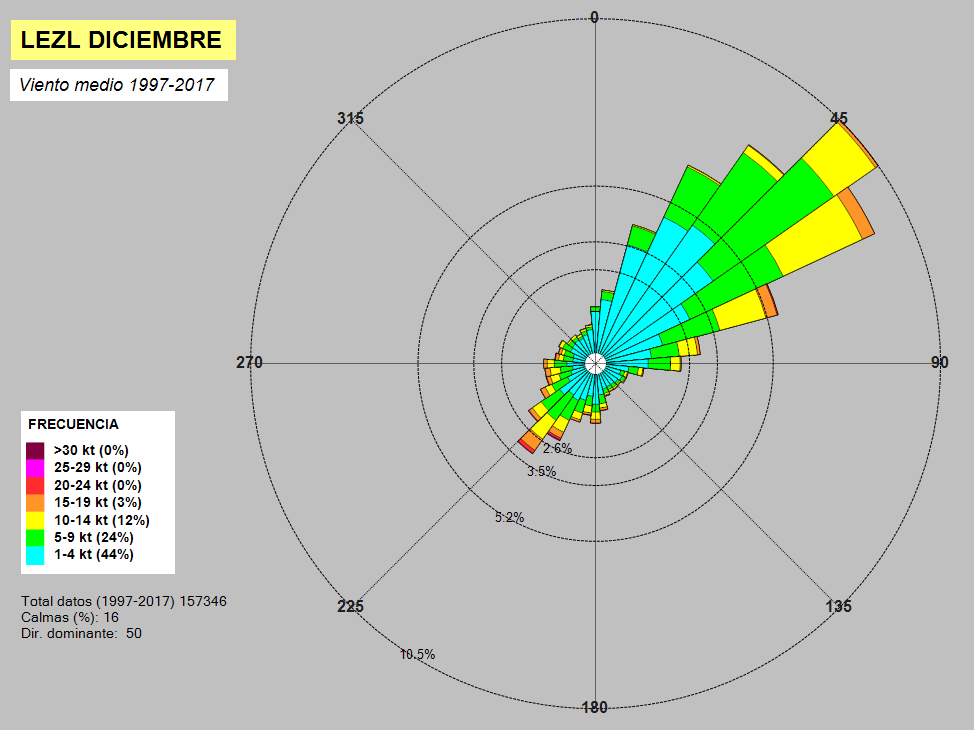 LEZL DICIEMBRE
Viento medio 1997-2017
0
45
90
135
180
225
270
315
2.6%
3.5%
5.2%
10.5%
FRECUENCIA
>30 kt (0%)
25-29 kt (0%)
20-24 kt (0%)
15-19 kt (3%)
10-14 kt (12%)
5-9 kt (24%)
1-4 kt (44%)
Total datos (1997-2017) 157346
Calmas (%): 16
Dir. dominante: 50